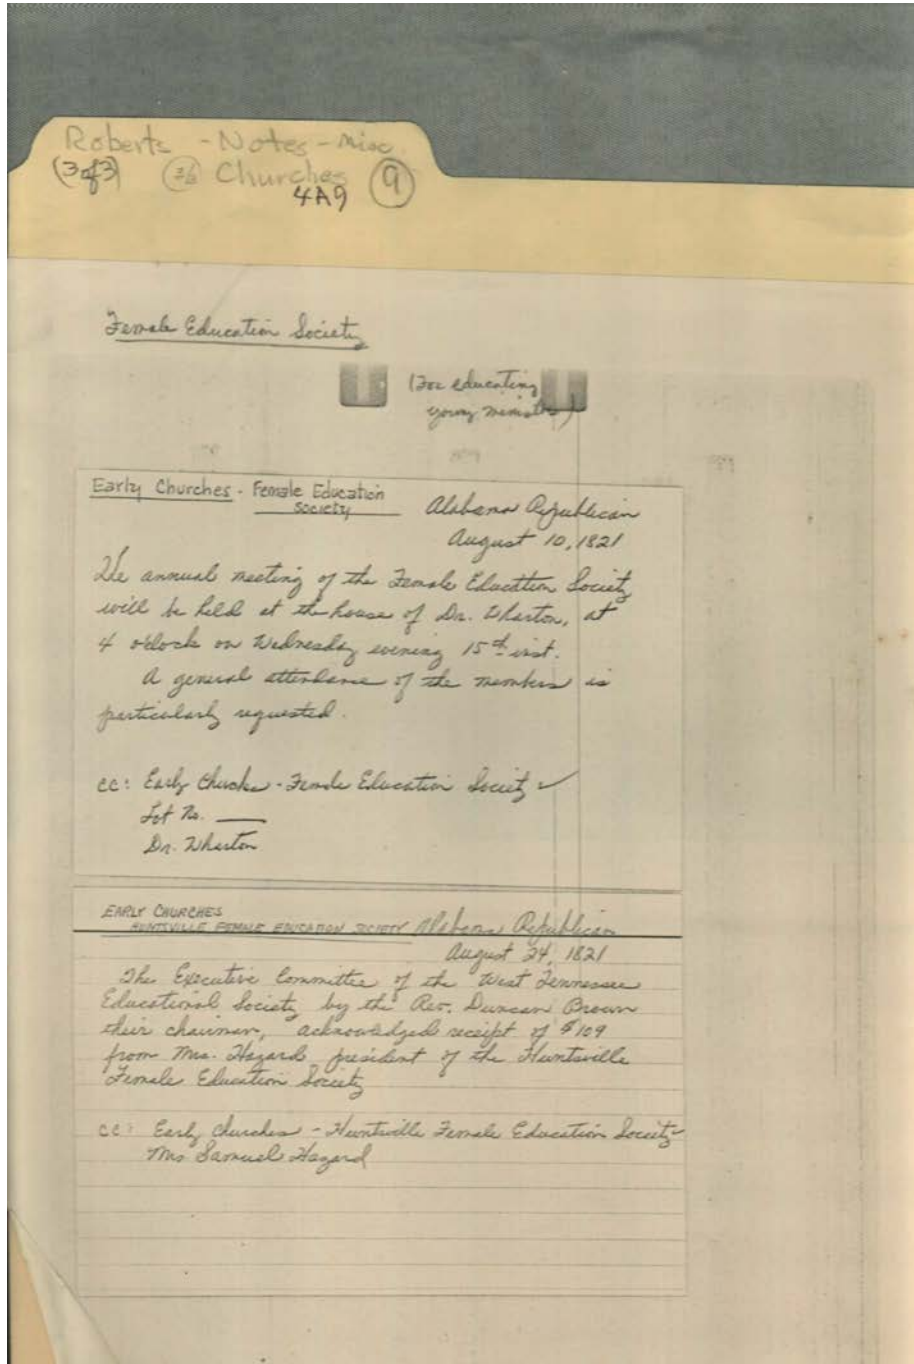 Roberts - Notes - Misc.
(3 of 3) Churches 9
4A9
Female Education Society
(For educating
young ministers)
Early Churches - Female Education
Society
Alabama Republican
August 10, 1821
The annual meeting of the Female Education Society
will be held at the house of Dr. Wharton, at
4 o'clock on Wednesday evening 15th inst.
A general attendance of the members is
particularly requested.
cc: Early Churches - Female Education Society ✓
Lot No. ___
Dr. Wharton
EARLY CHURCHES
HUNTSVILLE FEMALE EDUCATION SOCIETY Alabama Republican
August 24, 1821
The Executive Committee of the West Tennessee
Educational Society by the Rev. Duncan Brown
their chairman, acknowledged receipt of $109
from Mrs. Hazard president of the Huntsville
Female Education Society
cc: Early Churches - Huntsville Female Education Society ✓
Mrs Samuel Hazard